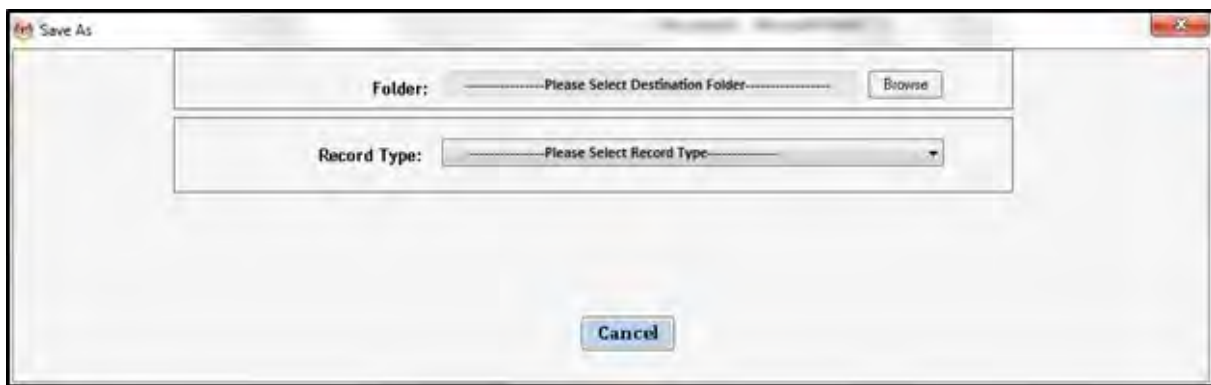 Save As
Folder: ----------------Please Select Destination Folder----------------- Browse
Record Type: ---------------Please Select Record Type---------------
Cancel